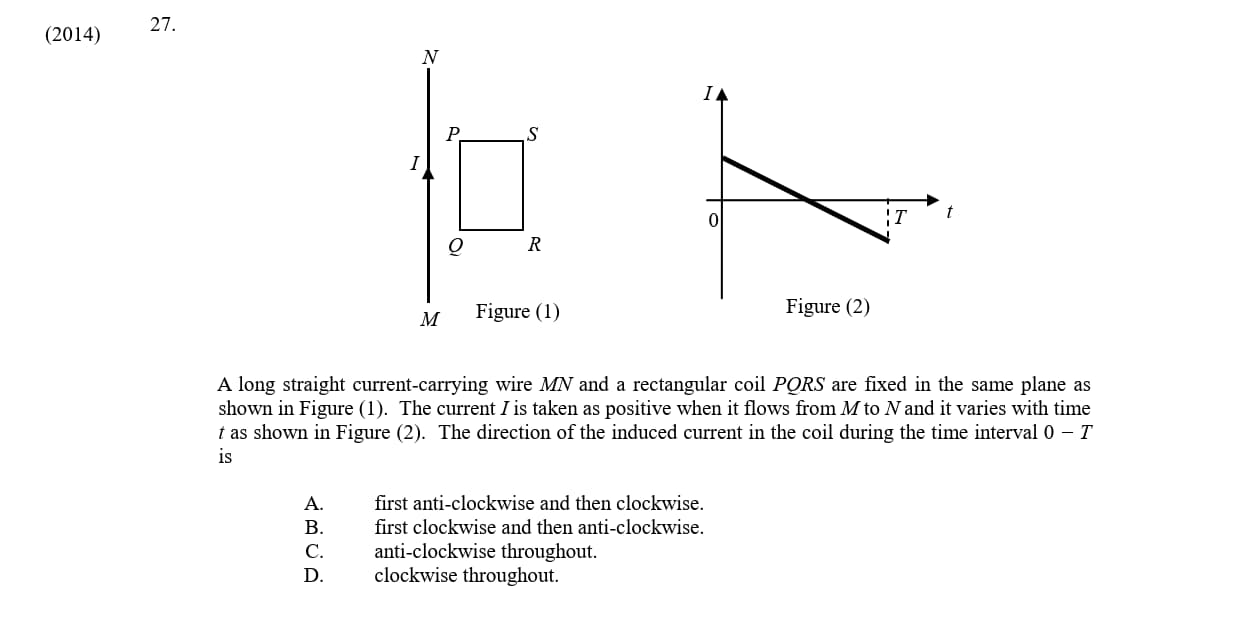 (2014)
27.
N
P
S
I
Q
R
M
Figure (1)
I
0
T
t
Figure (2)
A long straight current-carrying wire MN and a rectangular coil PQRS are fixed in the same plane as
shown in Figure (1). The current I is taken as positive when it flows from M to N and it varies with time
t as shown in Figure (2). The direction of the induced current in the coil during the time interval 0 – T
is
A. first anti-clockwise and then clockwise.
B. first clockwise and then anti-clockwise.
C. anti-clockwise throughout.
D. clockwise throughout.